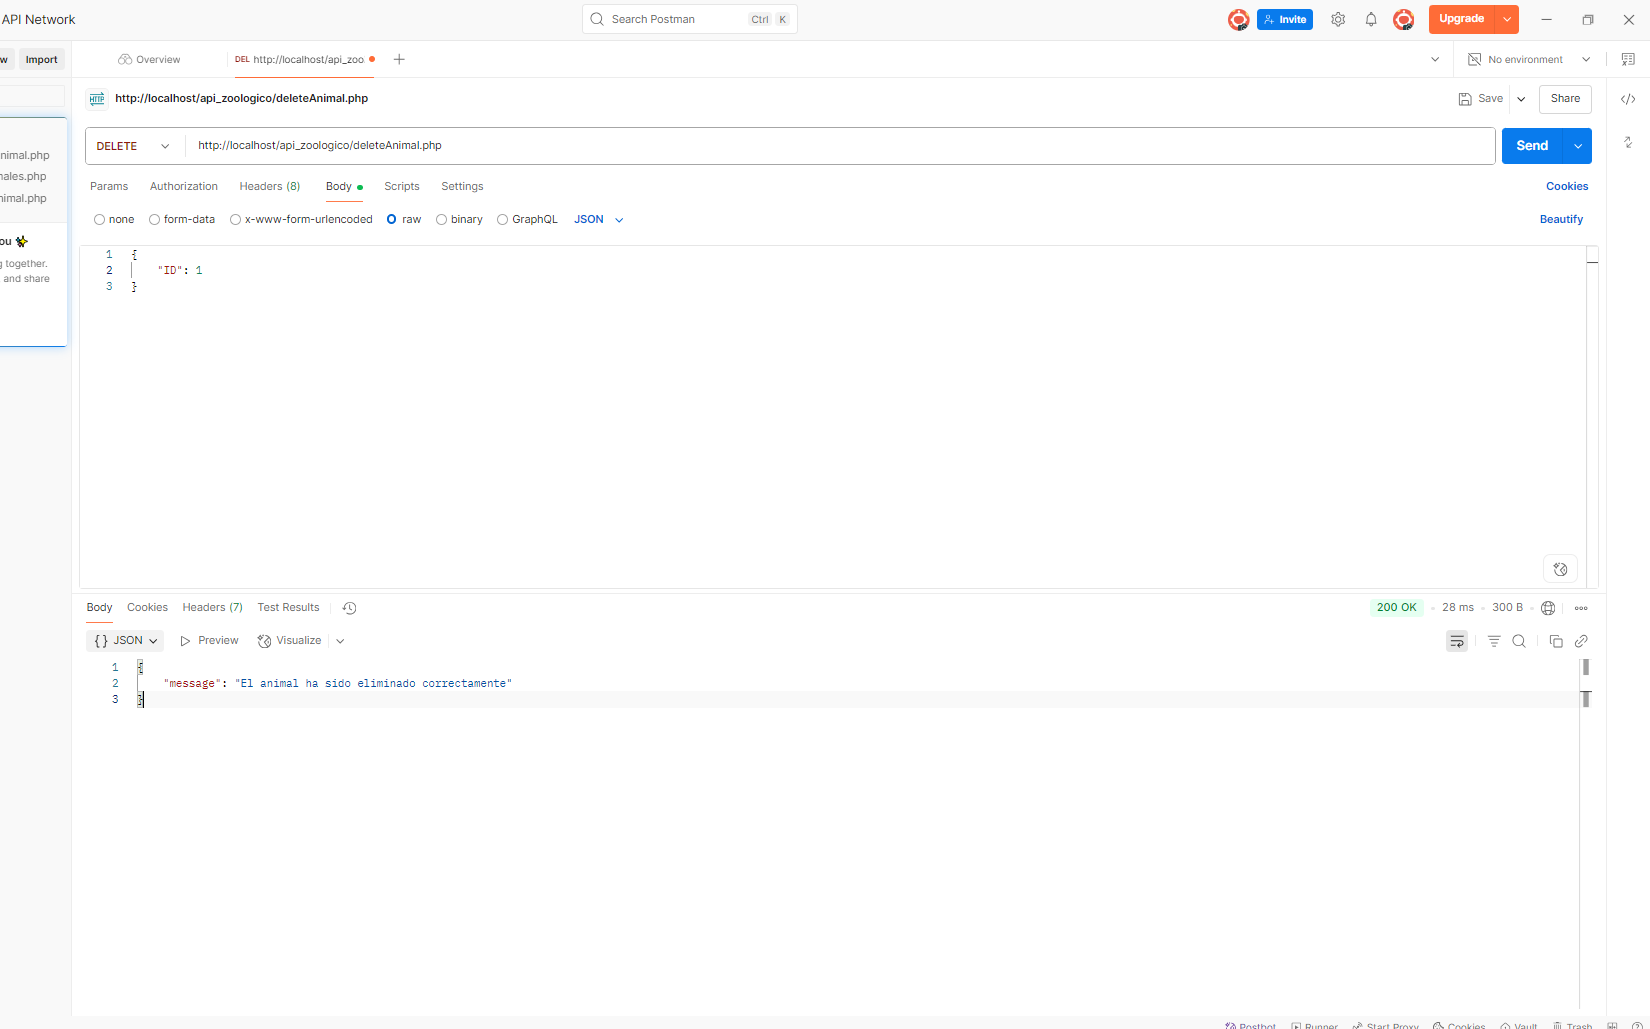 API Network
Search Postman
Ctrl K
Invite
Upgrade
w
Import
Overview
DEL http://localhost/api_zoo
No environment
HTTP http://localhost/api_zoologico/deleteAnimal.php
Save
Share
DELETE
http://localhost/api_zoologico/deleteAnimal.php
Send
nimal.php
nales.php
nimal.php
ou
g together.
and share
Params
Authorization
Headers (8)
Body
Scripts
Settings
Cookies
none
form-data
x-www-form-urlencoded
raw
binary
GraphQL
JSON
Beautify
1 {
2 "ID": 1
3 }
Body
Cookies
Headers (7)
Test Results
200 OK
28 ms
300 B
{} JSON
Preview
Visualize
1 {
2 "message": "El animal ha sido eliminado correctamente"
3 }
Postbot
Runner
Start Proxy
Cookies
Vault
Trash